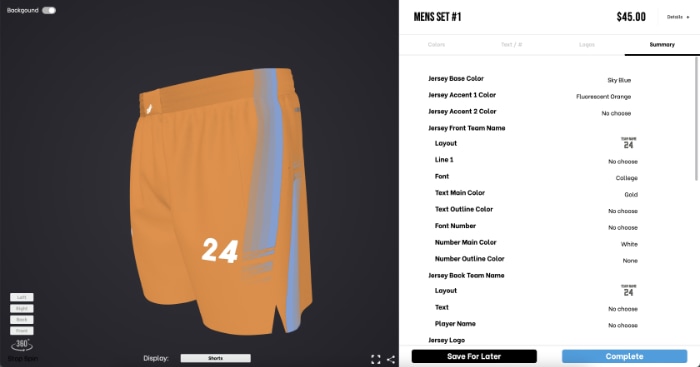 Backgound
MENS SET #1
$45.00
Details
Colors
Text / #
Logos
Summary
Jersey Base Color
Sky Blue
Jersey Accent 1 Color
Fluorescent Orange
Jersey Accent 2 Color
No choose
Jersey Front Team Name
Layout
TEAM NAME
24
Line 1
No choose
Font
College
Text Main Color
Gold
Text Outline Color
No choose
Font Number
No choose
Number Main Color
White
Number Outline Color
None
Jersey Back Team Name
Layout
TEAM NAME
24
Text
No choose
Player Name
No choose
Jersey Logo
24
Left
Right
Back
Front
360°
Display:
Shorts
Save For Later
Complete